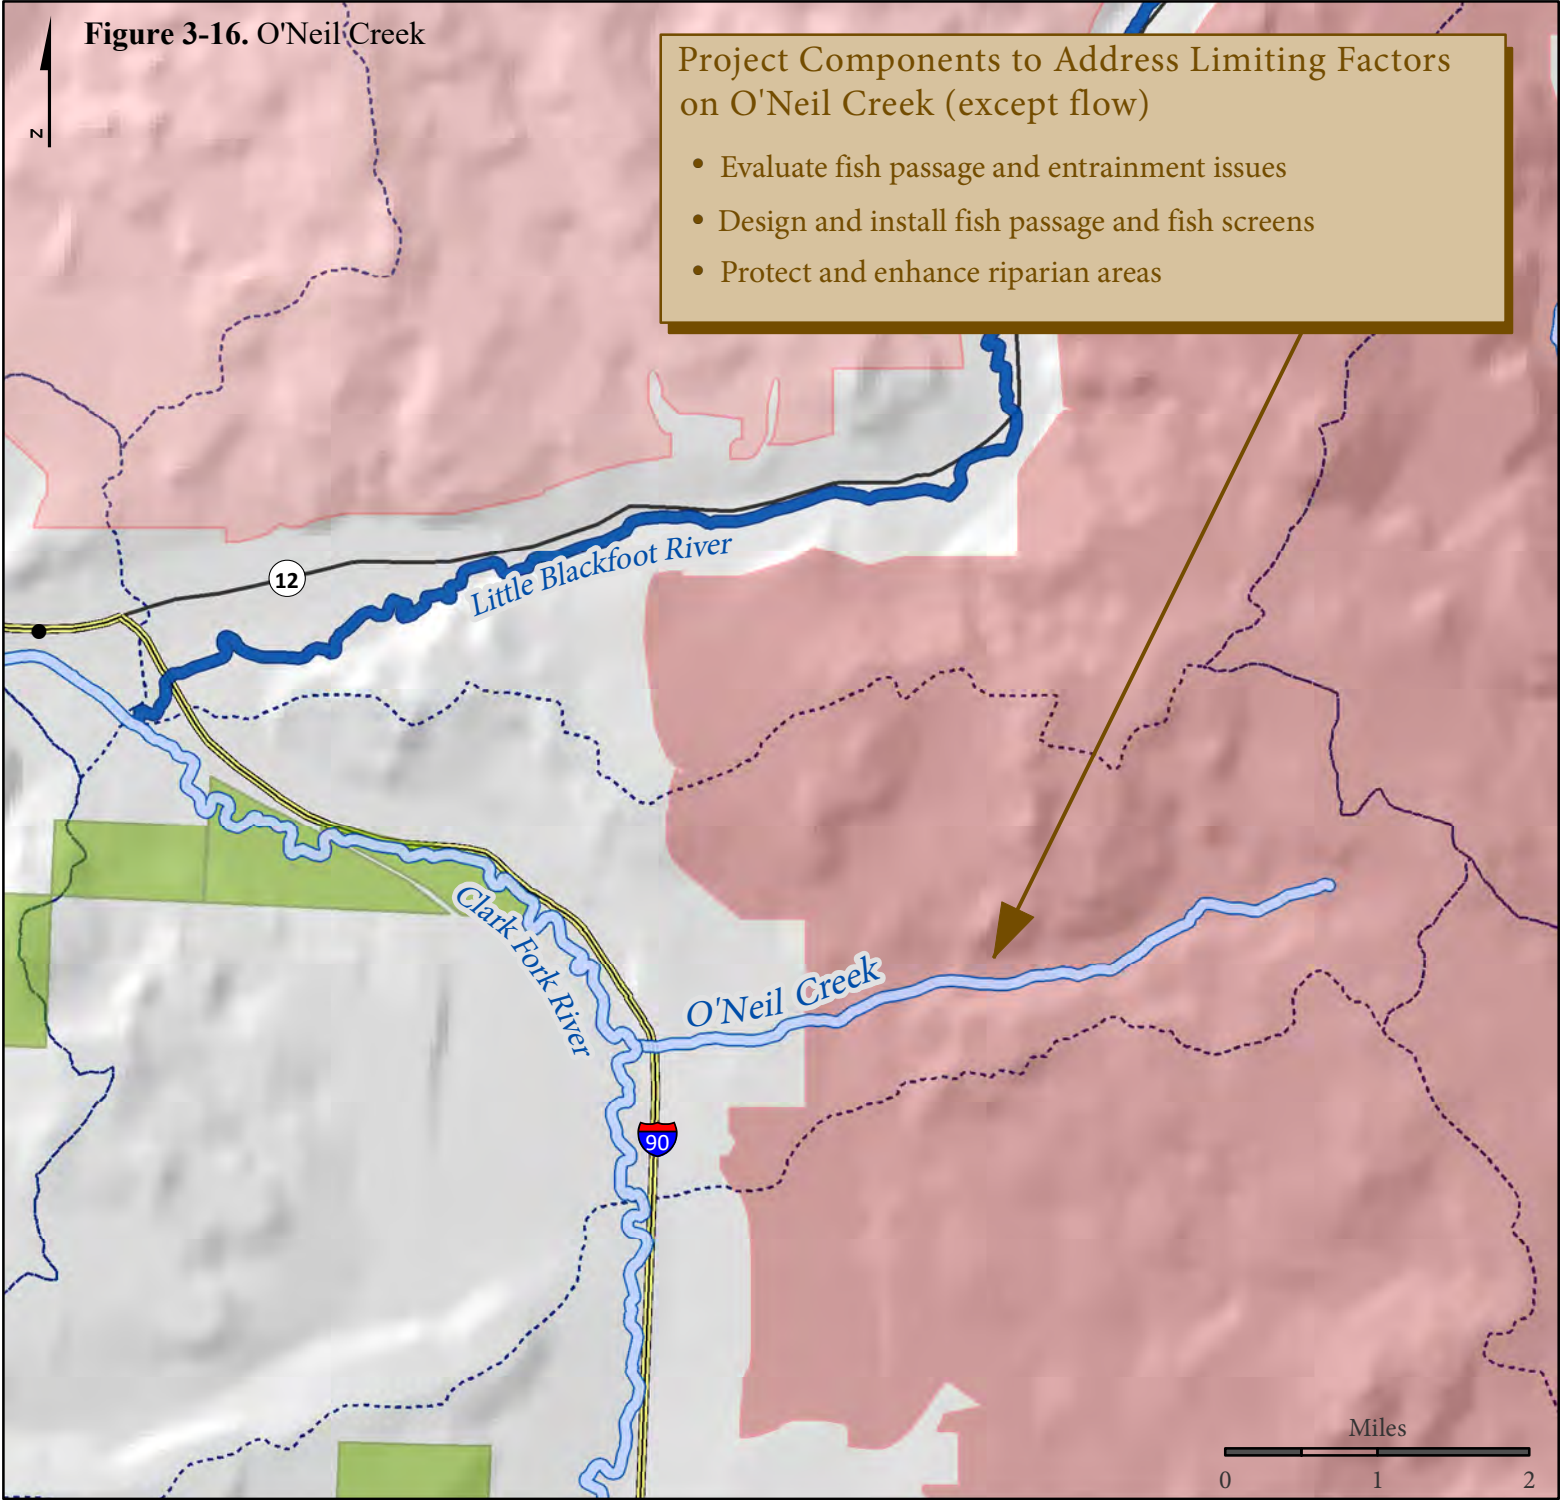 Figure 3-16. O'Neil Creek
N
Project Components to Address Limiting Factors
on O'Neil Creek (except flow)
• Evaluate fish passage and entrainment issues
• Design and install fish passage and fish screens
• Protect and enhance riparian areas
Little Blackfoot River
12
Clark Fork River
O'Neil Creek
90
Miles
0 1 2